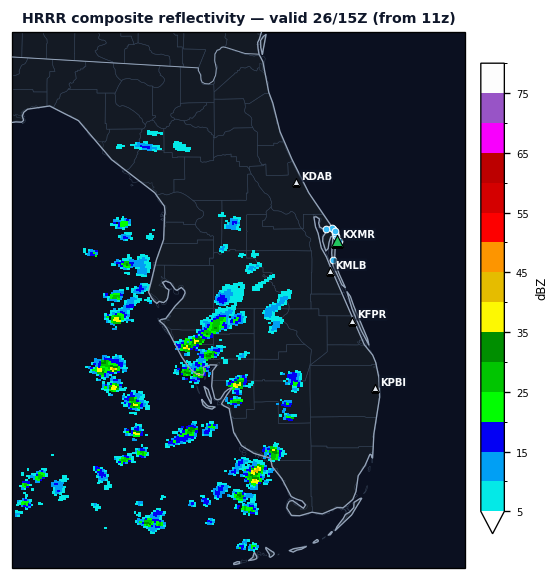 HRRR composite reflectivity — valid 26/15Z (from 11z)
KDAB
KXMR
KMLB
KFPR
KPBI
75
65
55
45
35
25
15
5
dBZ